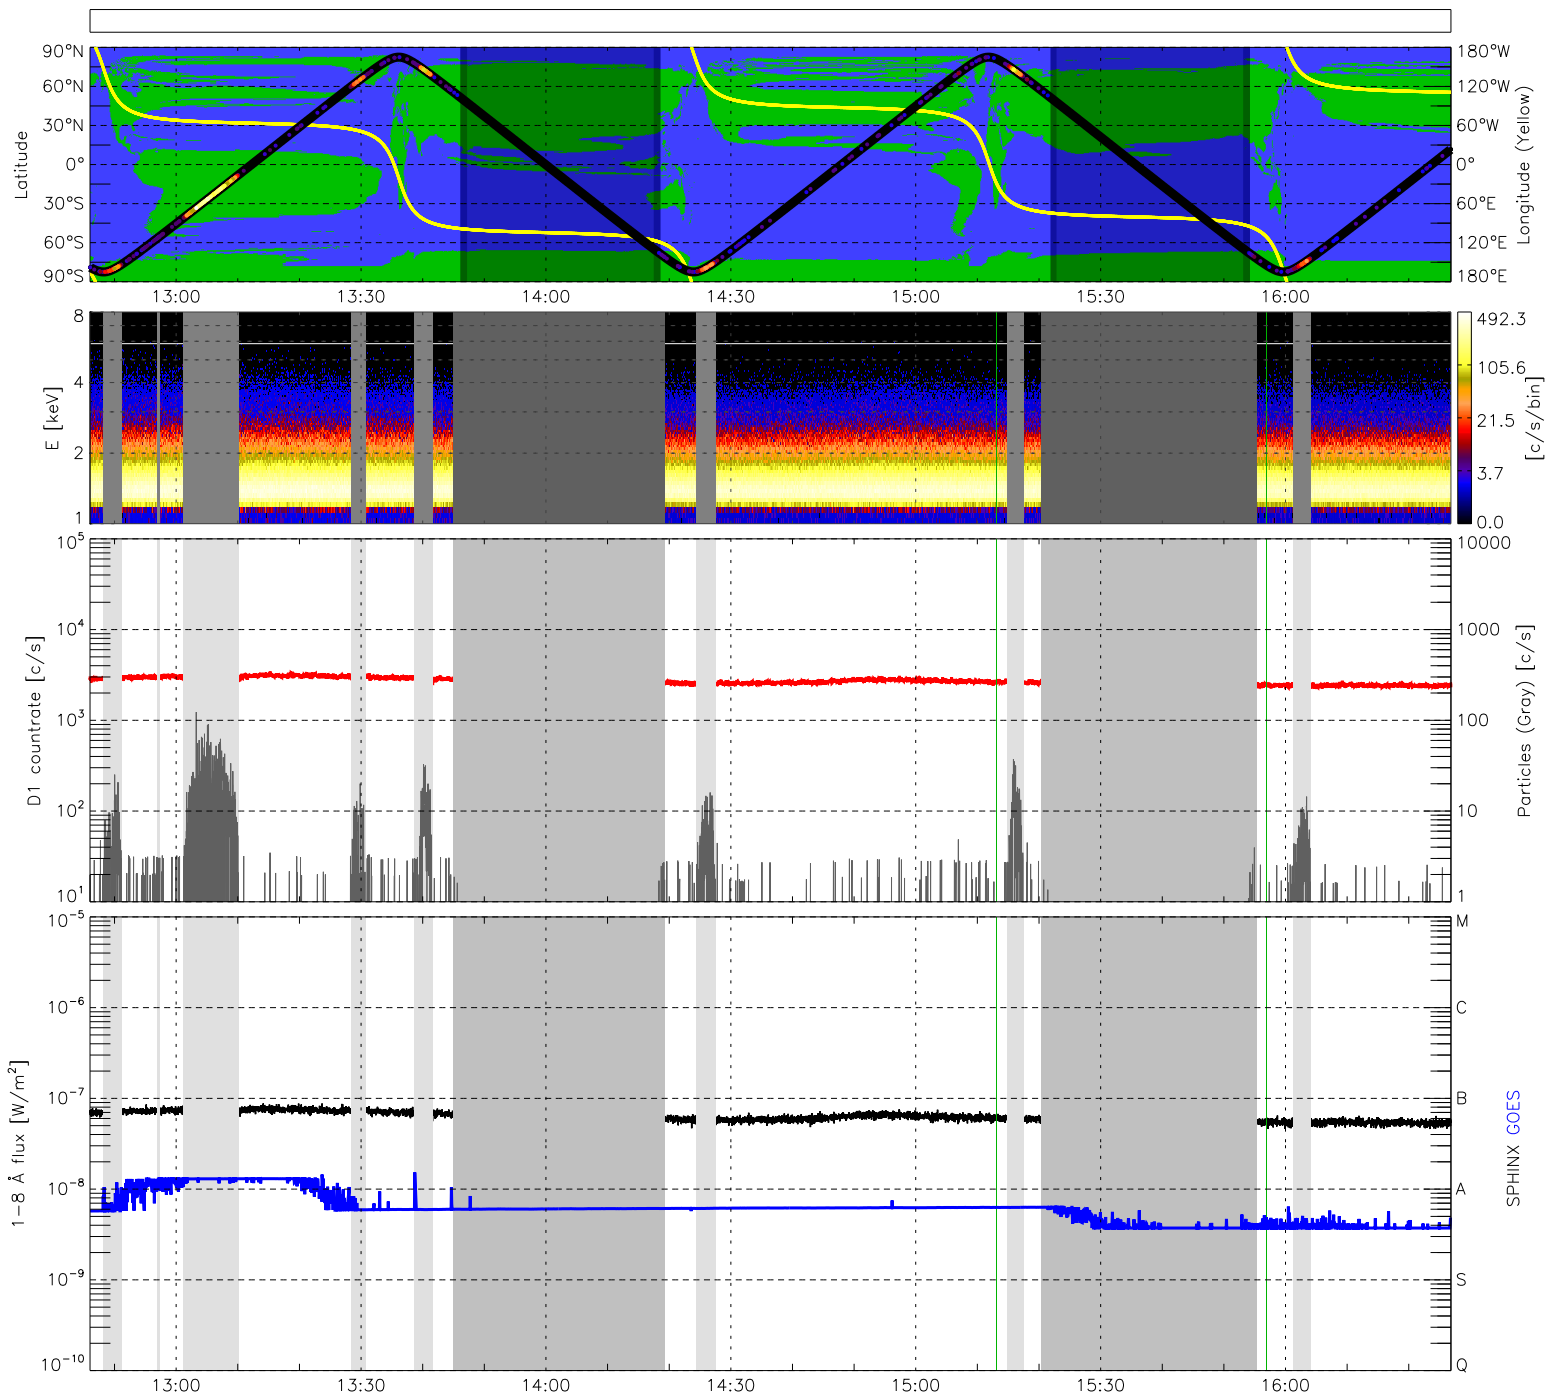 90°N
60°N
30°N
0°
30°S
60°S
90°S
Latitude
180°W
120°W
60°W
0°
60°E
120°E
180°E
Longitude (Yellow)
13:00 13:30 14:00 14:30 15:00 15:30 16:00
8
4
2
1
E [keV]
492.3
105.6
21.5
3.7
0.0
[c/s/bin]
10^5
10^4
10^3
10^2
10^1
D1 countrate [c/s]
10000
1000
100
10
1
Particles (Gray) [c/s]
10^-5
10^-6
10^-7
10^-8
10^-9
10^-10
1-8 Å flux [W/m^2]
M
C
B
A
S
Q
SPHINX GOES
13:00 13:30 14:00 14:30 15:00 15:30 16:00